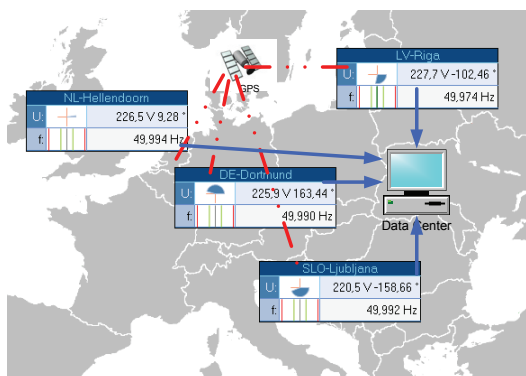 LV-Riga
U: 227,7 V -102,46 °
f: 49,974 Hz
GPS
NL-Hellendoorn
U: 226,5 V 9,28 °
f: 49,994 Hz
DE-Dortmund
U: 225,9 V 163,44 °
f: 49,990 Hz
Data Center
SLO-Ljubljana
U: 220,5 V -158,66 °
f: 49,992 Hz